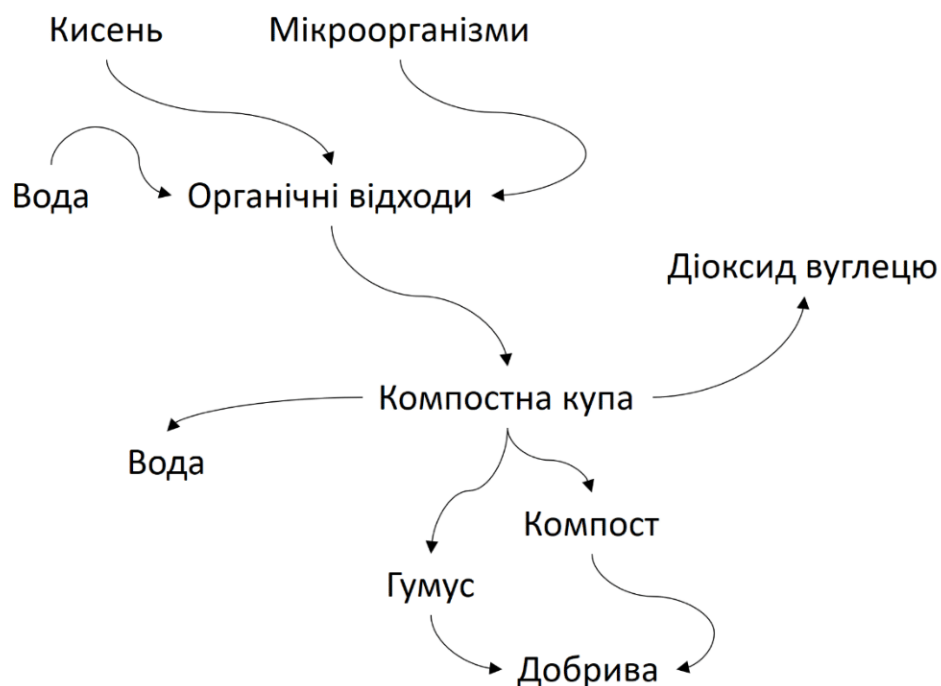 Кисень
Мікроорганізми
Вода
Органічні відходи
Діоксид вуглецю
Компостна купа
Вода
Компост
Гумус
Добрива